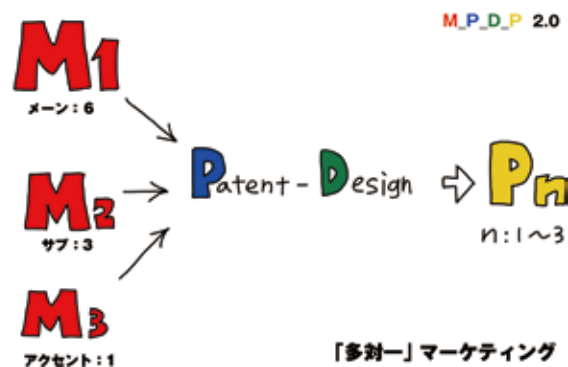 M_P_D_P 2.0
M1
メーン：6
M2
サブ：3
M3
アクセント：1
Patent - Design
Pn
n:1～3
「多対一」マーケティング